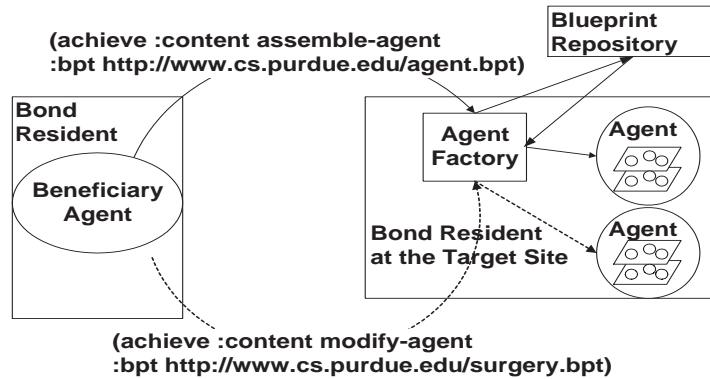 (achieve :content assemble-agent
:bpt http://www.cs.purdue.edu/agent.bpt)
Blueprint
Repository
Bond
Resident
Beneficiary
Agent
Agent
Factory
Agent
Agent
Bond Resident
at the Target Site
(achieve :content modify-agent
:bpt http://www.cs.purdue.edu/surgery.bpt)